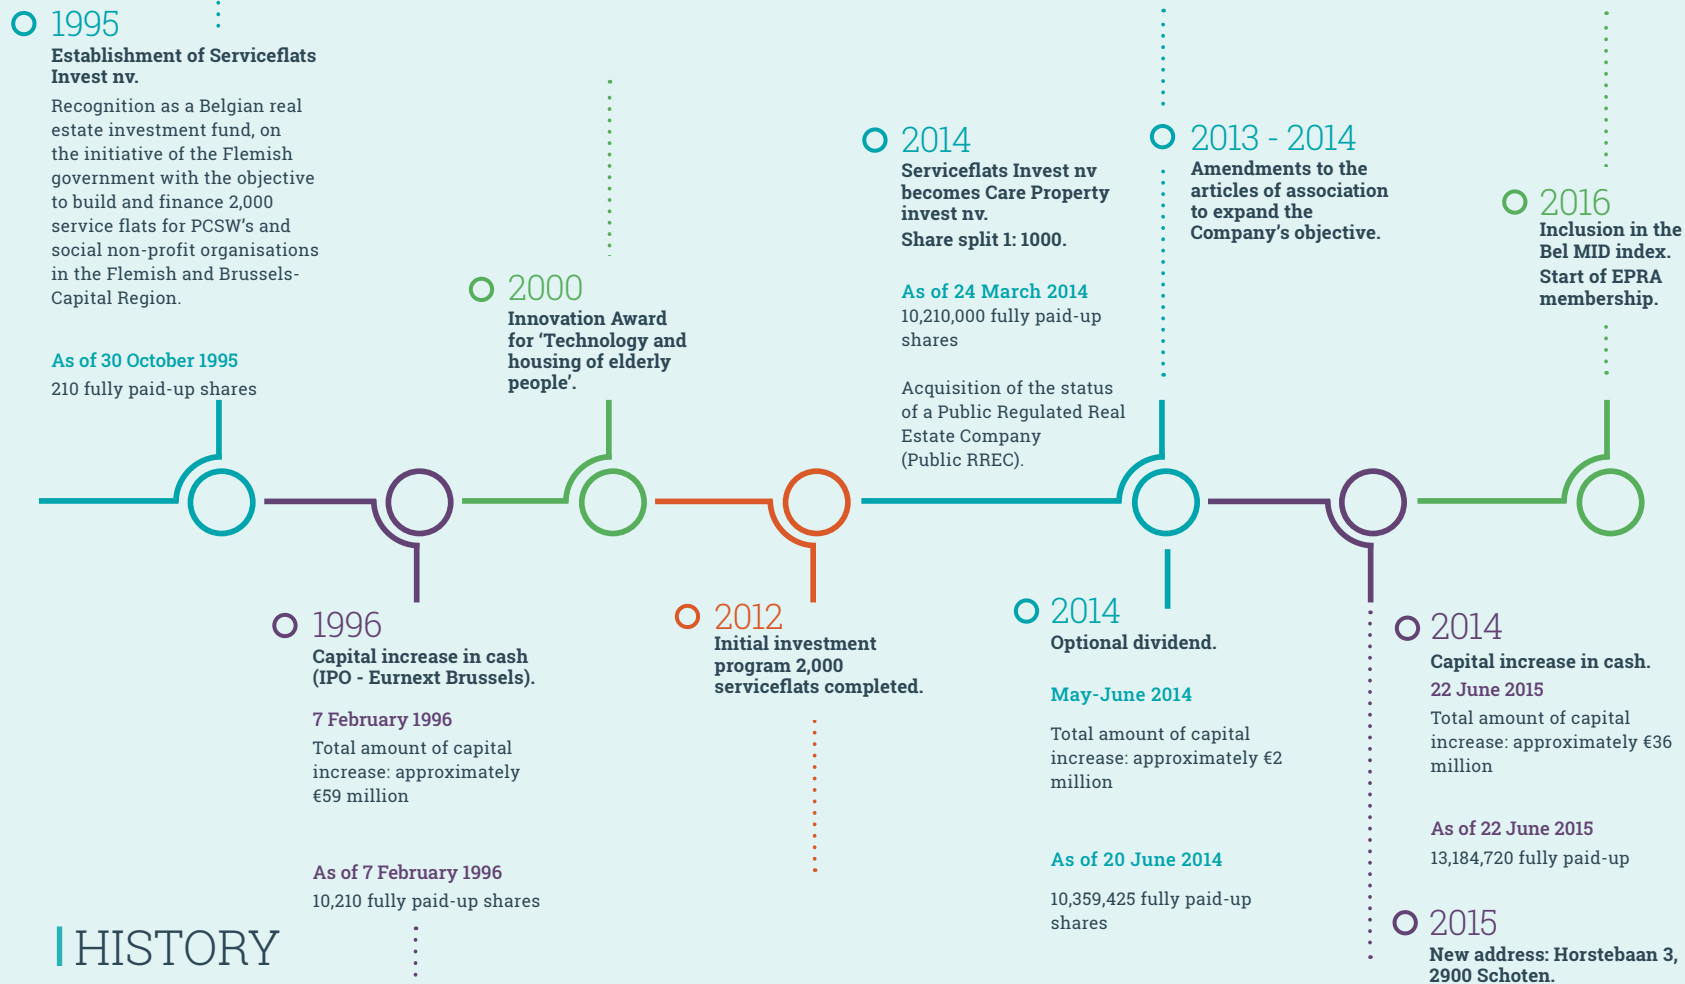 1995
Establishment of Serviceflats
Invest nv.
Recognition as a Belgian real
estate investment fund, on
the initiative of the Flemish
government with the objective
to build and finance 2,000
service flats for PCSW's and
social non-profit organisations
in the Flemish and Brussels-
Capital Region.
As of 30 October 1995
210 fully paid-up shares
1996
Capital increase in cash
(IPO - Eurnext Brussels).
7 February 1996
Total amount of capital
increase: approximately
€59 million
As of 7 February 1996
10,210 fully paid-up shares
2000
Innovation Award
for ‘Technology and
housing of elderly
people’.
2012
Initial investment
program 2,000
serviceflats completed.
2014
Serviceflats Invest nv
becomes Care Property
invest nv.
Share split 1: 1000.
As of 24 March 2014
10,210,000 fully paid-up
shares
Acquisition of the status
of a Public Regulated Real
Estate Company
(Public RREC).
2013 - 2014
Amendments to the
articles of association
to expand the
Company's objective.
2014
Optional dividend.
May-June 2014
Total amount of capital
increase: approximately €2
million
As of 20 June 2014
10,359,425 fully paid-up
shares
2014
Capital increase in cash.
22 June 2015
Total amount of capital
increase: approximately €36
million
As of 22 June 2015
13,184,720 fully paid-up
2015
New address: Horstebaan 3,
2900 Schoten.
2016
Inclusion in the
Bel MID index.
Start of EPRA
membership.
HISTORY